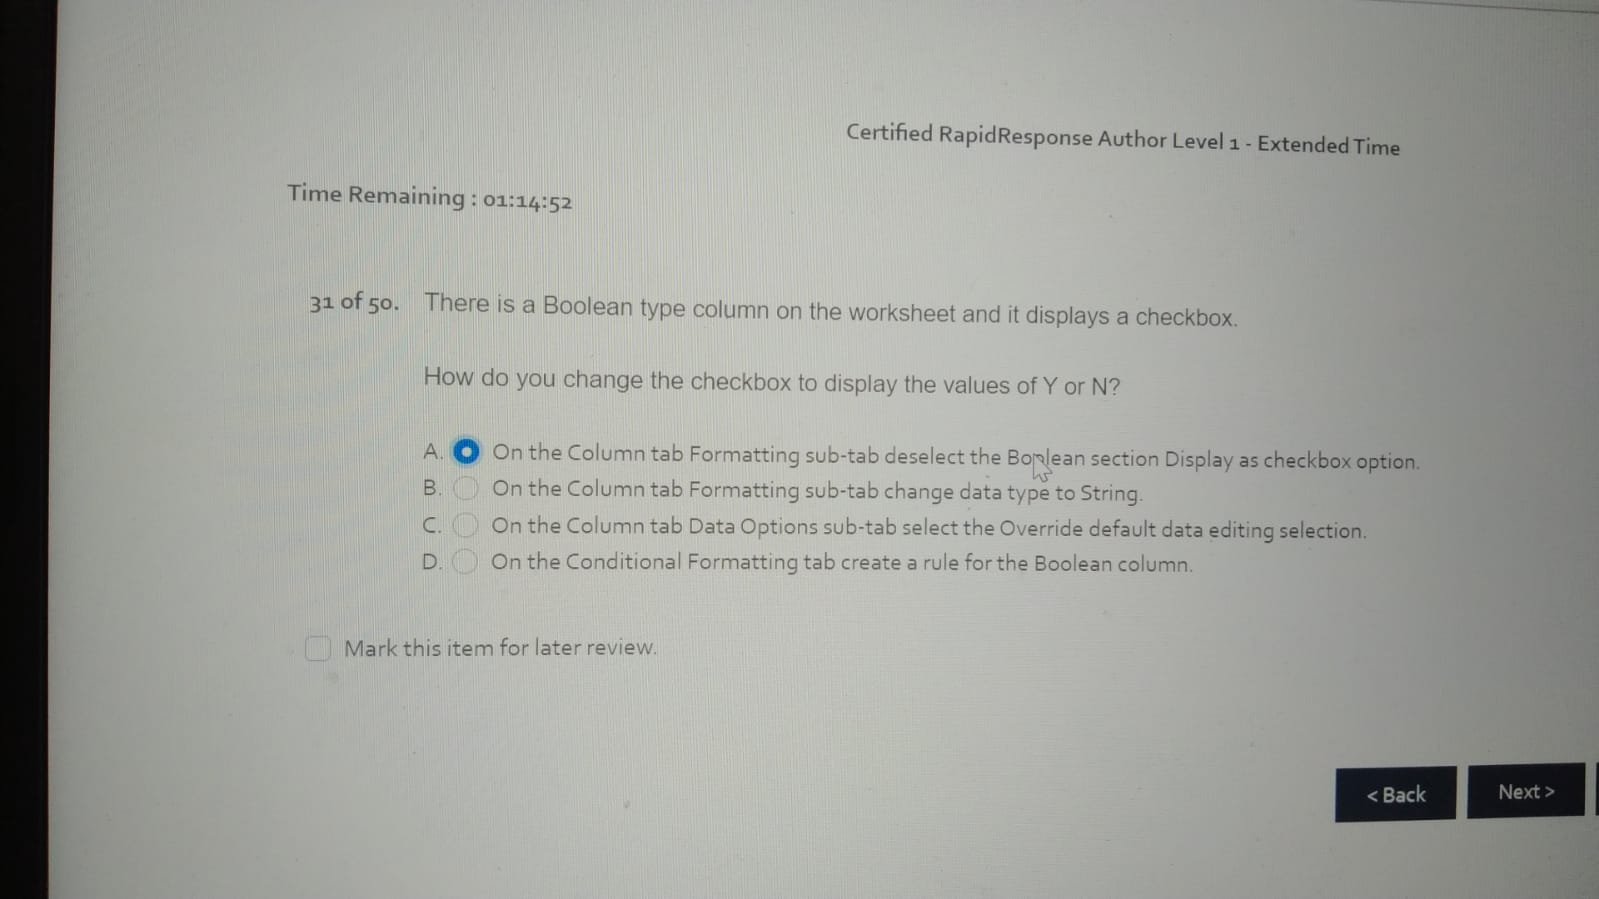 Certified RapidResponse Author Level 1 - Extended Time
Time Remaining : 01:14:52
31 of 50. There is a Boolean type column on the worksheet and it displays a checkbox.
How do you change the checkbox to display the values of Y or N?
A. On the Column tab Formatting sub-tab deselect the Boolean section Display as checkbox option.
B. On the Column tab Formatting sub-tab change data type to String.
C. On the Column tab Data Options sub-tab select the Override default data editing selection.
D. On the Conditional Formatting tab create a rule for the Boolean column.
Mark this item for later review.
< Back Next >